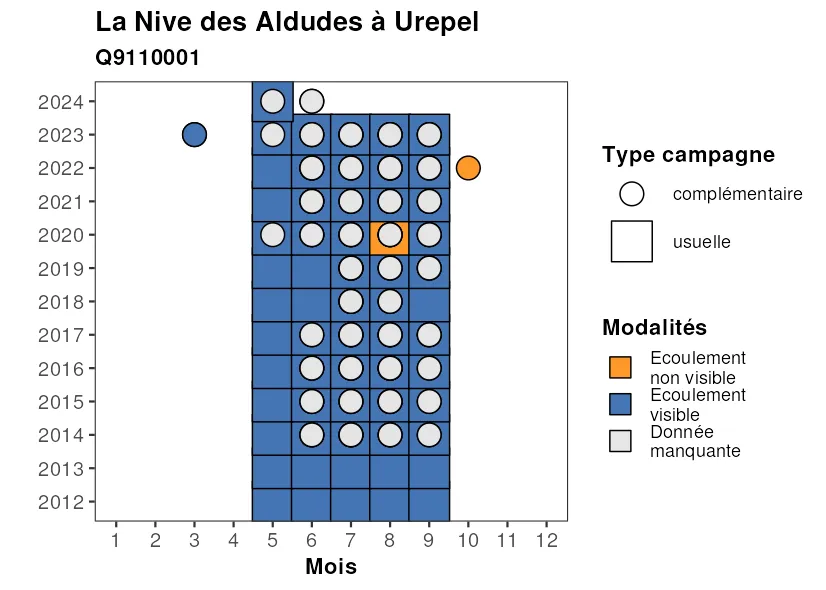 La Nive des Aldudes à Urepel
Q9110001
2024
2023
2022
2021
2020
2019
2018
2017
2016
2015
2014
2013
2012
1 2 3 4 5 6 7 8 9 10 11 12
Mois
Type campagne
complémentaire
usuelle
Modalités
Ecoulement
non visible
Ecoulement
visible
Donnée
manquante